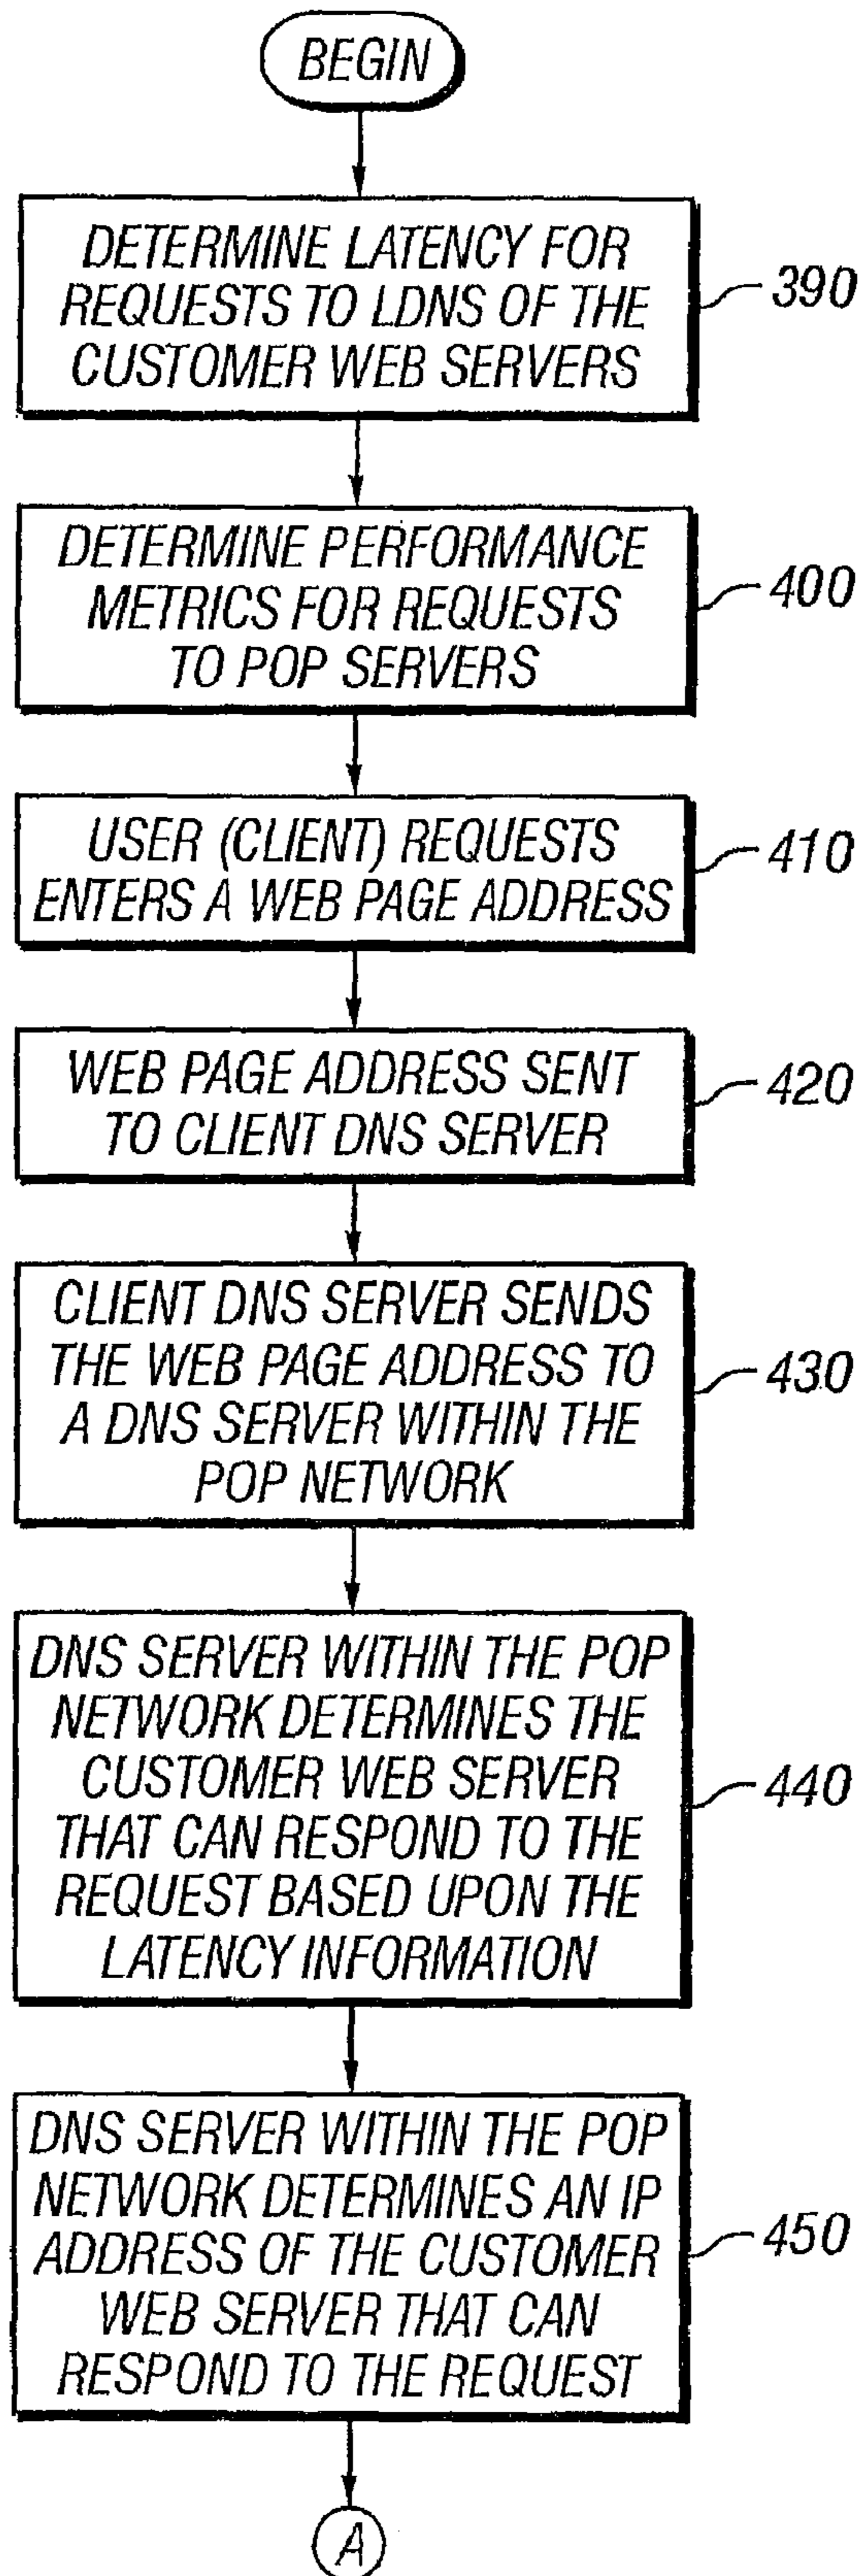 BEGIN
DETERMINE LATENCY FOR
REQUESTS TO LDNS OF THE
CUSTOMER WEB SERVERS
390
DETERMINE PERFORMANCE
METRICS FOR REQUESTS
TO POP SERVERS
400
USER (CLIENT) REQUESTS
ENTERS A WEB PAGE ADDRESS
410
WEB PAGE ADDRESS SENT
TO CLIENT DNS SERVER
420
CLIENT DNS SERVER SENDS
THE WEB PAGE ADDRESS TO
A DNS SERVER WITHIN THE
POP NETWORK
430
DNS SERVER WITHIN THE POP
NETWORK DETERMINES THE
CUSTOMER WEB SERVER
THAT CAN RESPOND TO THE
REQUEST BASED UPON THE
LATENCY INFORMATION
440
DNS SERVER WITHIN THE POP
NETWORK DETERMINES AN IP
ADDRESS OF THE CUSTOMER
WEB SERVER THAT CAN
RESPOND TO THE REQUEST
450
A